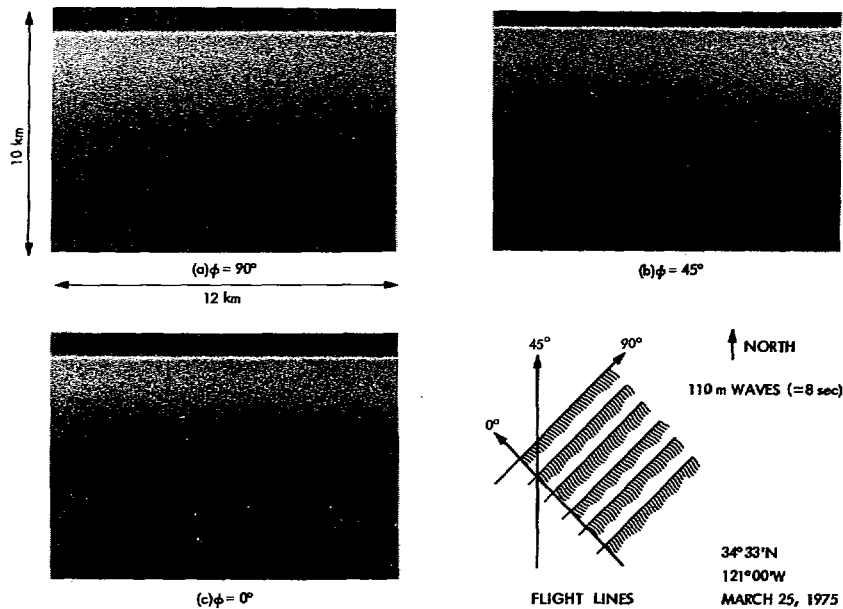 10 km
(a)ϕ = 90°
12 km
(b)ϕ = 45°
(c)ϕ = 0°
45°
90°
0°
NORTH
110 m WAVES (≃8 sec)
34°33'N
121°00'W
FLIGHT LINES
MARCH 25, 1975